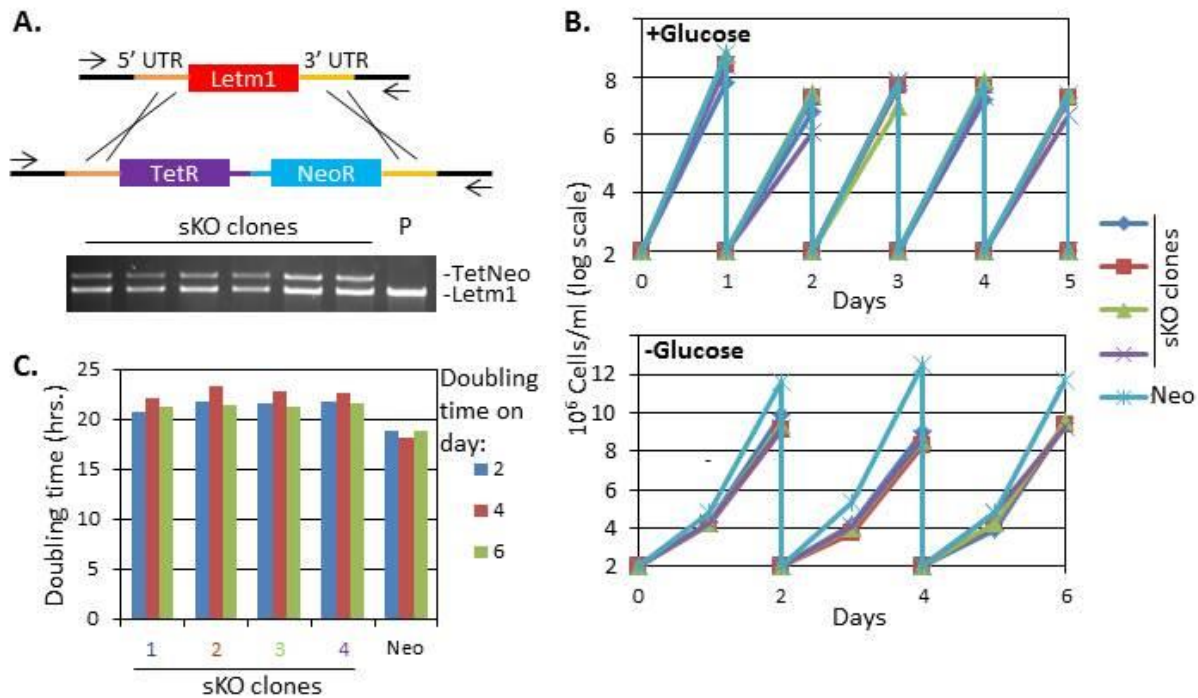 A.
5' UTR
3' UTR
Letm1
TetR
NeoR
sKO clones
P
-TetNeo
-Letm1
B.
+Glucose
8
6
4
2
0
1
2
3
4
5
Days
10⁶ Cells/ml (log scale)
-Glucose
12
10
8
6
4
2
0
2
4
6
Days
sKO clones
Neo
C.
25
20
15
10
5
0
Doubling time (hrs.)
1
2
3
4
Neo
sKO clones
Doubling
time on
day:
2
4
6